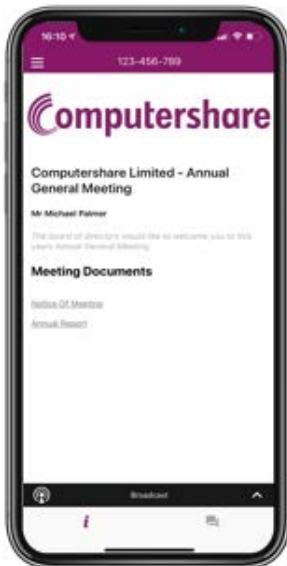 16:10
123-456-789
Computershare
Computershare Limited - Annual
General Meeting
Mr Michael Palmer
The board of directors would like to welcome you to this
years Annual General Meeting
Meeting Documents
Notice Of Meeting
Annual Report
Broadcast
i